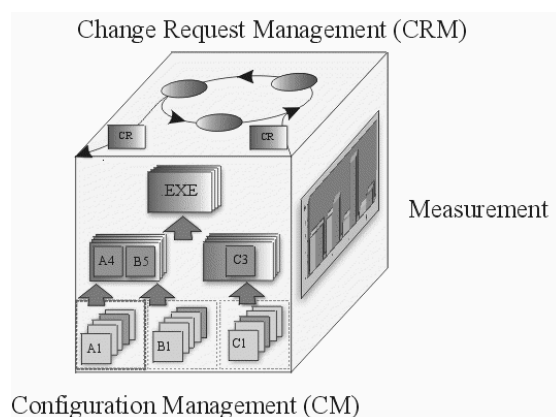 Change Request Management (CRM)
CR
CR
.EXE
Measurement
A4 B5
C3
A1
B1
C1
Configuration Management (CM)